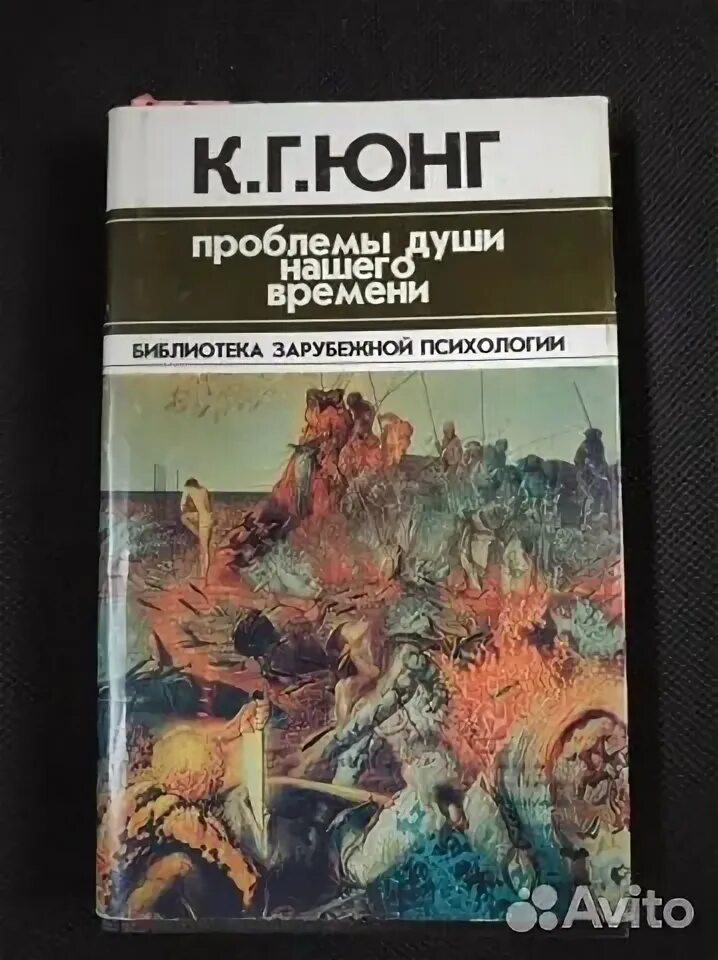 К.Г.ЮНГ
проблемы души
нашего
времени
БИБЛИОТЕКА ЗАРУБЕЖНОЙ ПСИХОЛОГИИ
Avito